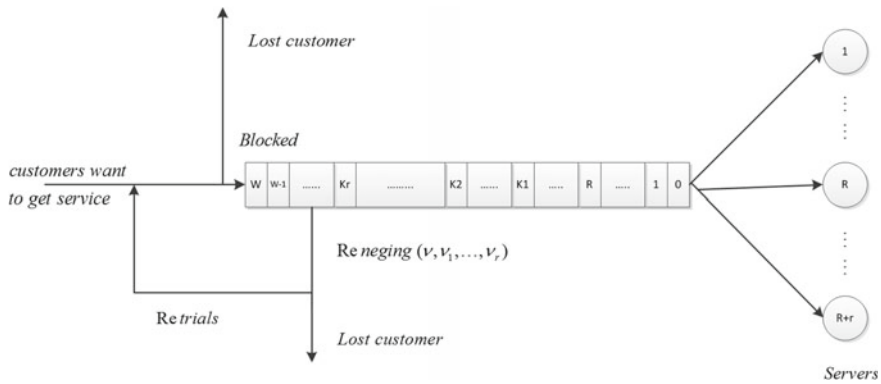 Lost customer
1
Blocked
customers want
to get service
W W-1 ...... Kr ......... K2 ...... K1 ..... R ..... 1 0
R
Re neging (ν,ν₁,...,νᵣ)
Re trials
R+r
Lost customer
Servers